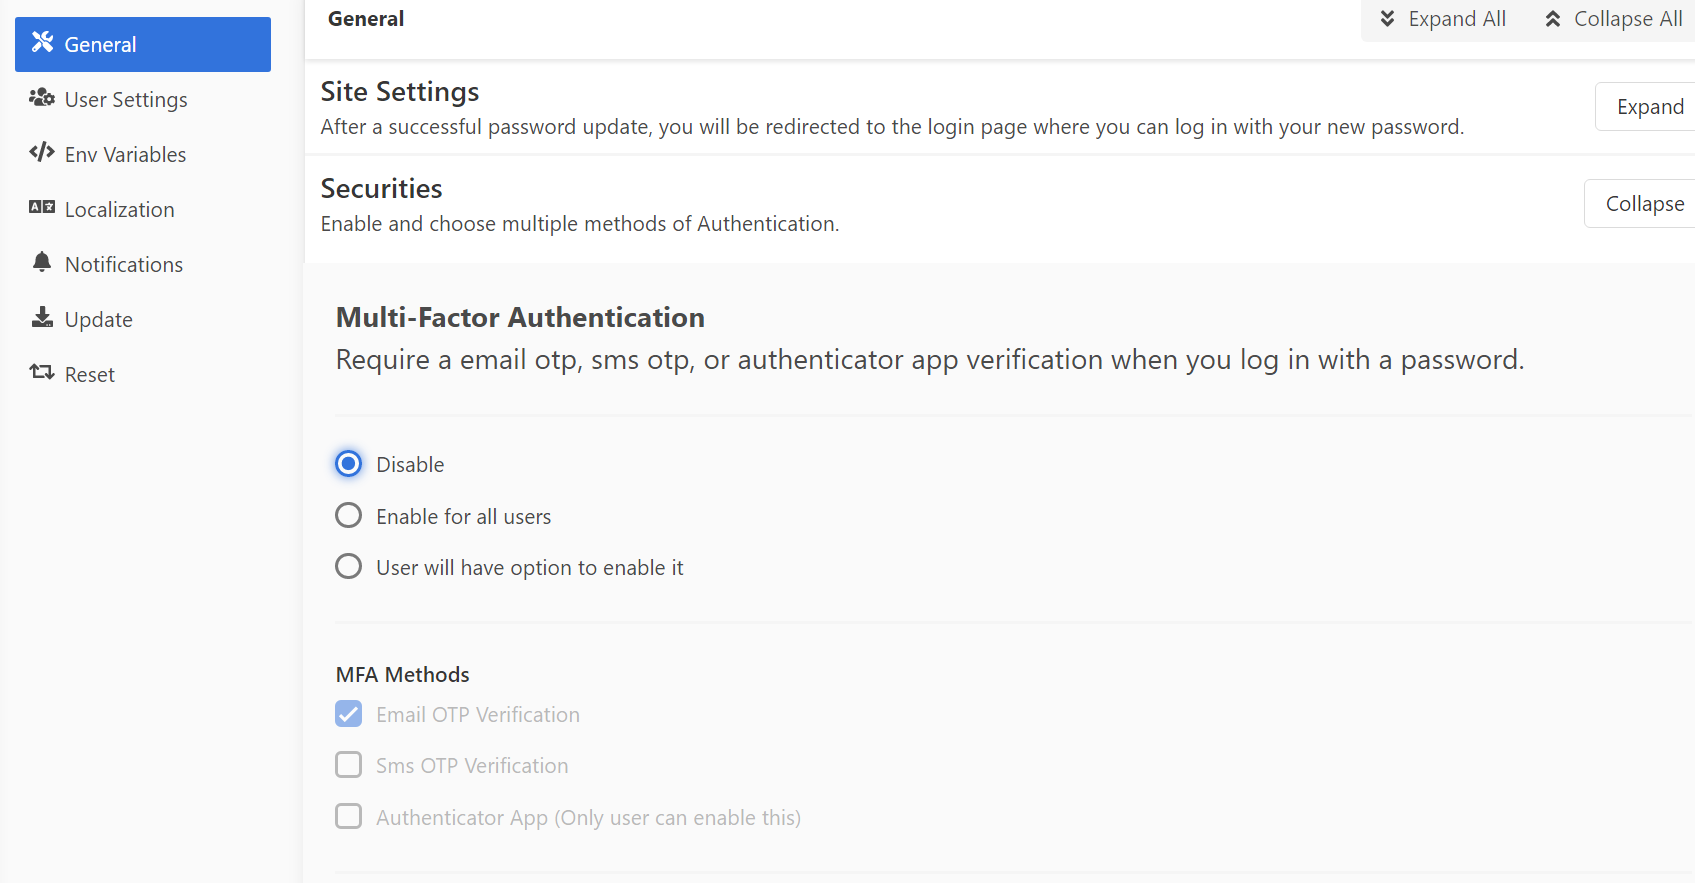 General
User Settings
Env Variables
Localization
Notifications
Update
Reset
General
Expand All
Collapse All
Site Settings
After a successful password update, you will be redirected to the login page where you can log in with your new password.
Expand
Securities
Enable and choose multiple methods of Authentication.
Collapse
Multi-Factor Authentication
Require a email otp, sms otp, or authenticator app verification when you log in with a password.
Disable
Enable for all users
User will have option to enable it
MFA Methods
Email OTP Verification
Sms OTP Verification
Authenticator App (Only user can enable this)